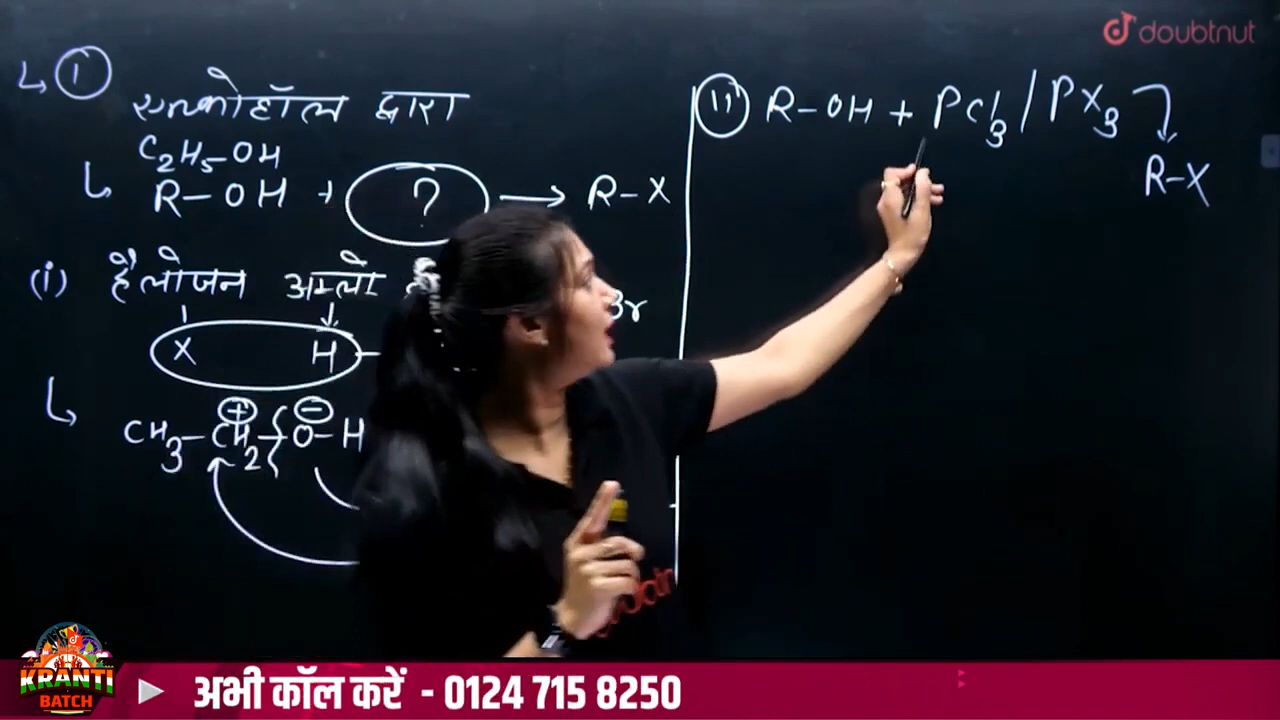 doubtnut
↳ (i) एल्कोहॉल द्वारा
C₂H₅-OH
↳ R-OH + ? → R-X
(i) हैलोजन अम्लो
Br
X H-
↳ CH₃-CH₂-O-H
⊕ ⊖
(ii) R-OH + PCl₃ / PX₃
R-X
KRANTI
BATCH
अभी कॉल करें - 0124 715 8250